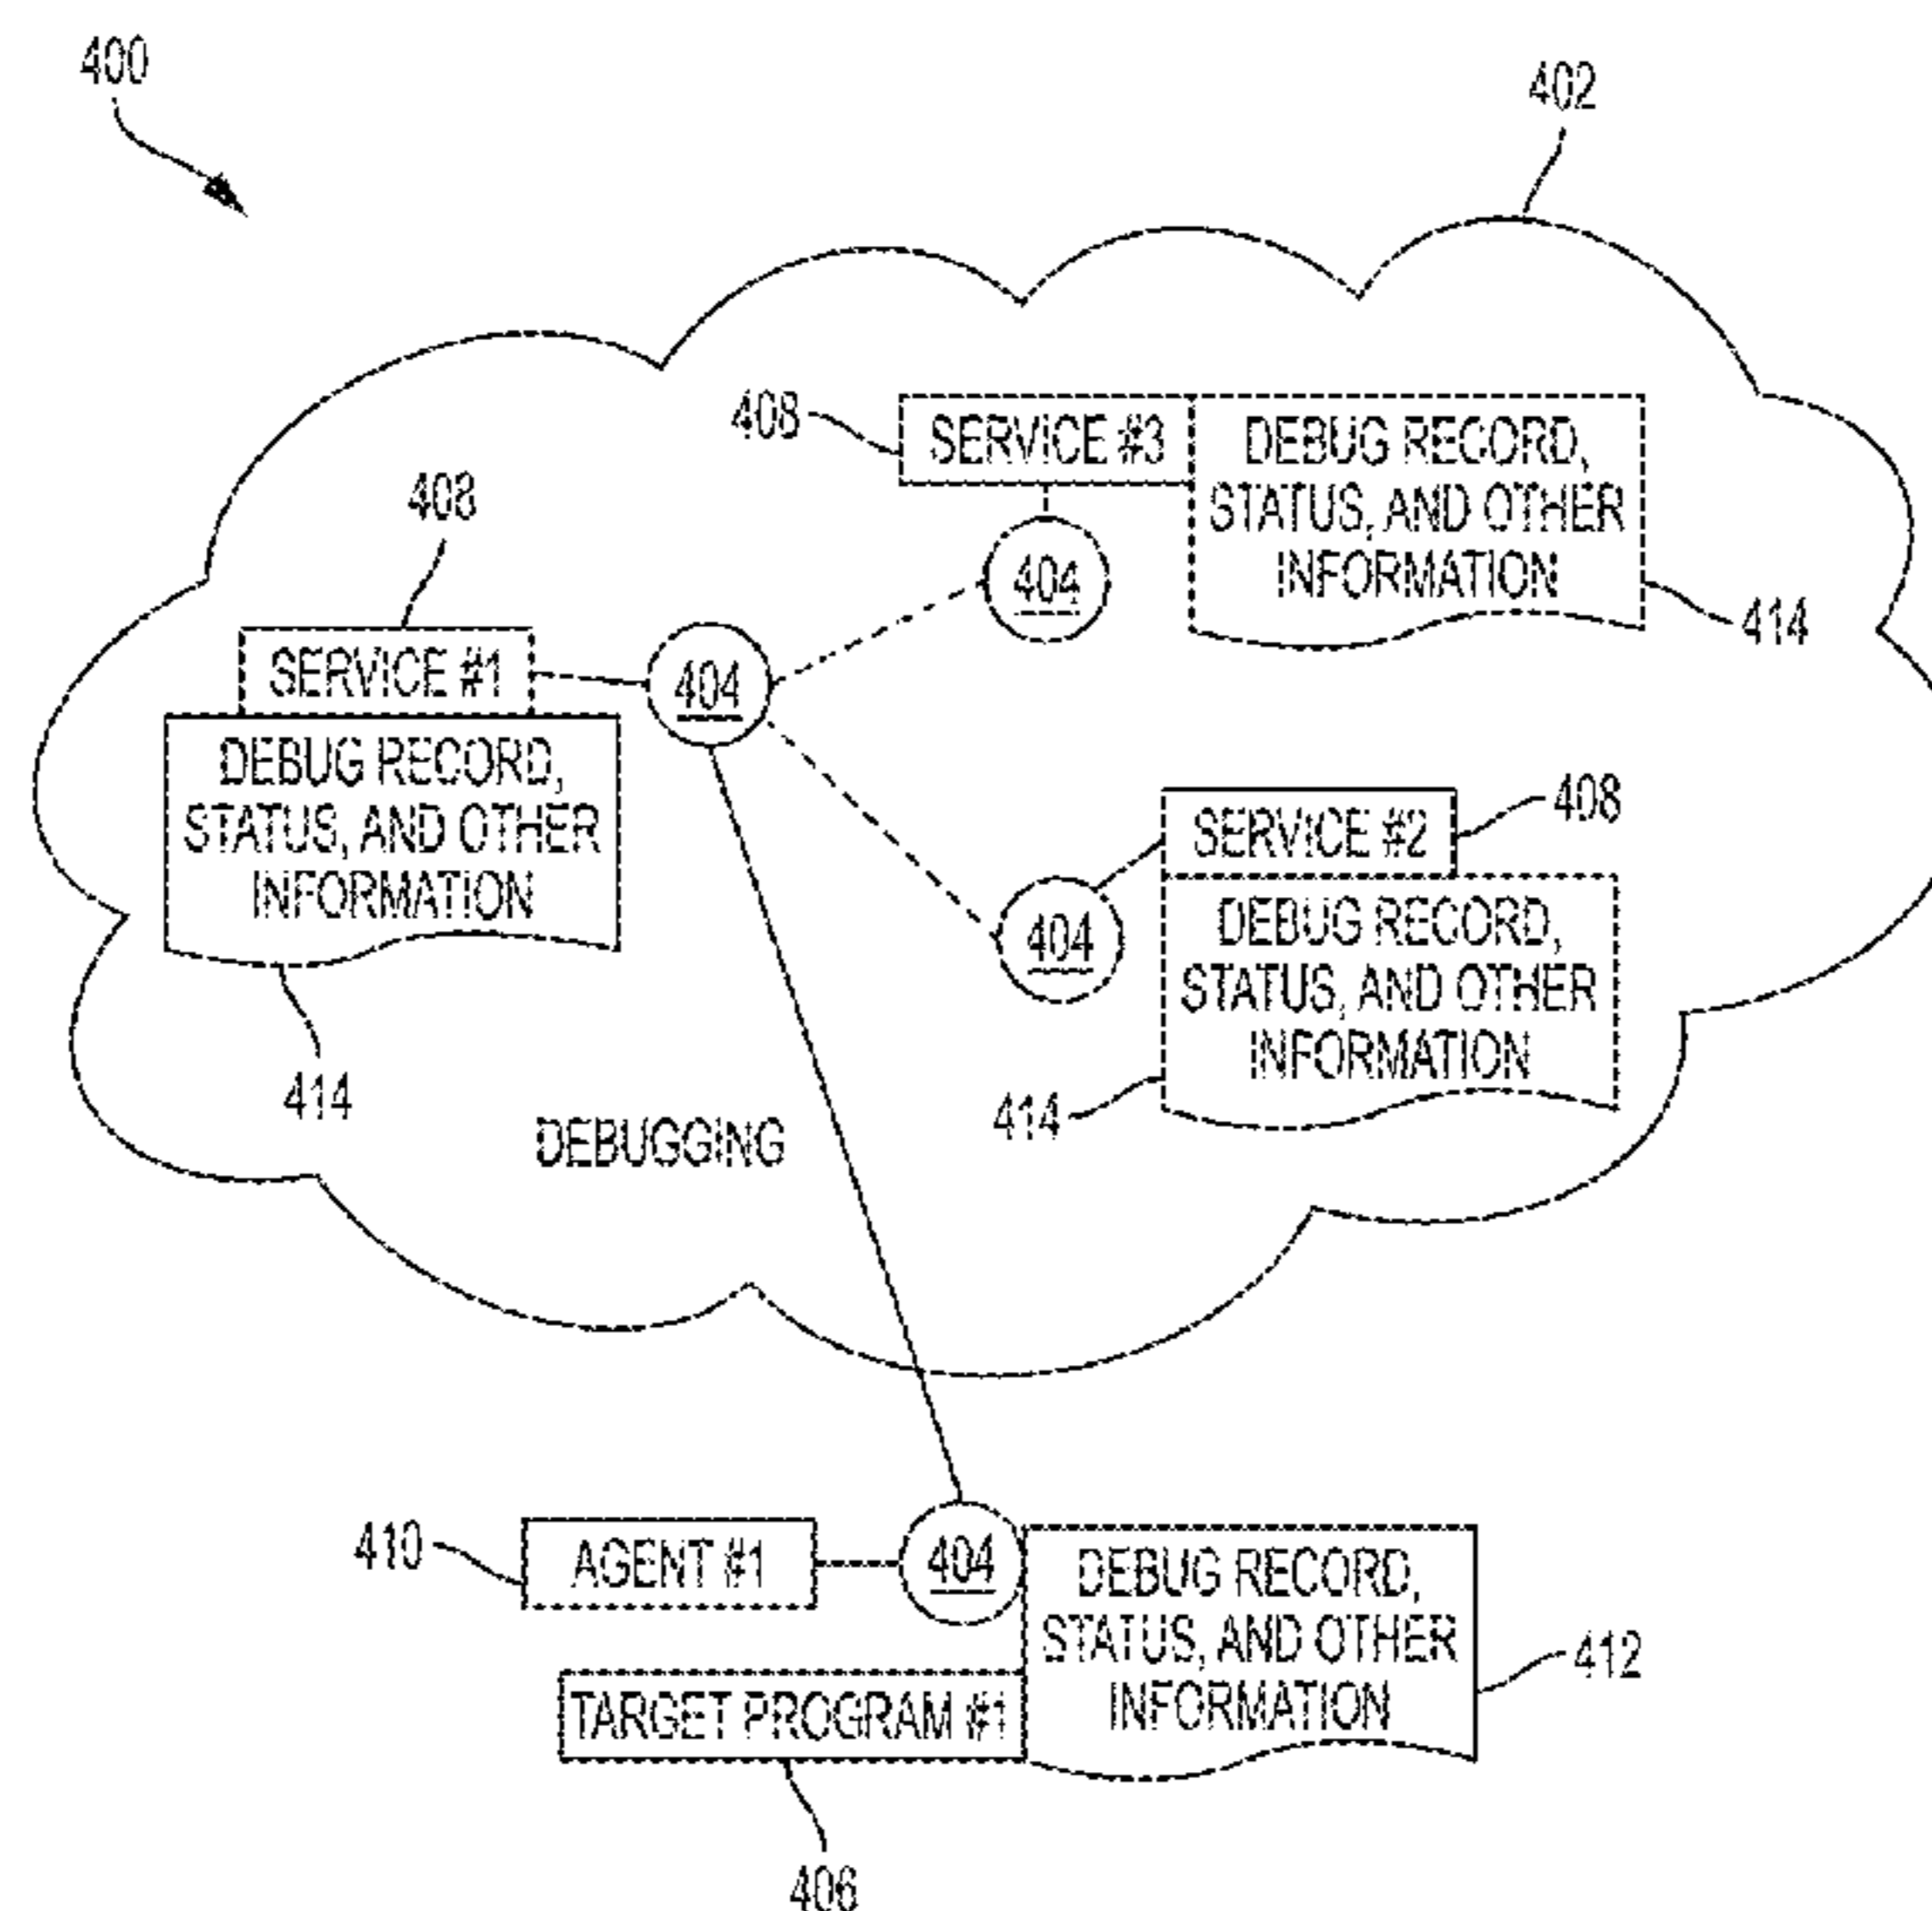 400
402
408
SERVICE #3
DEBUG RECORD,
STATUS, AND OTHER
INFORMATION
404
414
408
SERVICE #1
404
DEBUG RECORD,
STATUS, AND OTHER
INFORMATION
414
408
SERVICE #2
404
DEBUG RECORD,
STATUS, AND OTHER
INFORMATION
414
DEBUGGING
410
AGENT #1
404
DEBUG RECORD,
STATUS, AND OTHER
INFORMATION
412
TARGET PROGRAM #1
406